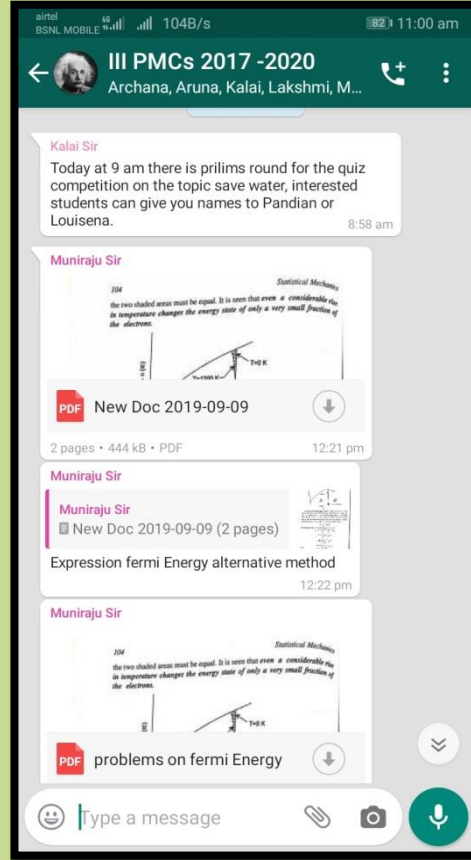 airtel
BSNL MOBILE 4G 104B/s 82 11:00 am
III PMCs 2017 -2020
Archana, Aruna, Kalai, Lakshmi, M...
Kalai Sir
Today at 9 am there is prilims round for the quiz
competition on the topic save water, interested
students can give you names to Pandian or
Louisena.
8:58 am
Muniraju Sir
104 Statistical Mechanics
the two shaded areas must be equal. It is seen that even a considerable rise
in temperature changes the energy state of only a very small fraction of
the electrons.
T=0 K
PDF New Doc 2019-09-09
2 pages • 444 kB • PDF 12:21 pm
Muniraju Sir
Muniraju Sir
New Doc 2019-09-09 (2 pages)
Expression fermi Energy alternative method
12:22 pm
Muniraju Sir
104 Statistical Mechanics
the two shaded areas must be equal. It is seen that even a considerable rise
in temperature changes the energy state of only a very small fraction of
the electrons.
T=0 K
PDF problems on fermi Energy
Type a message